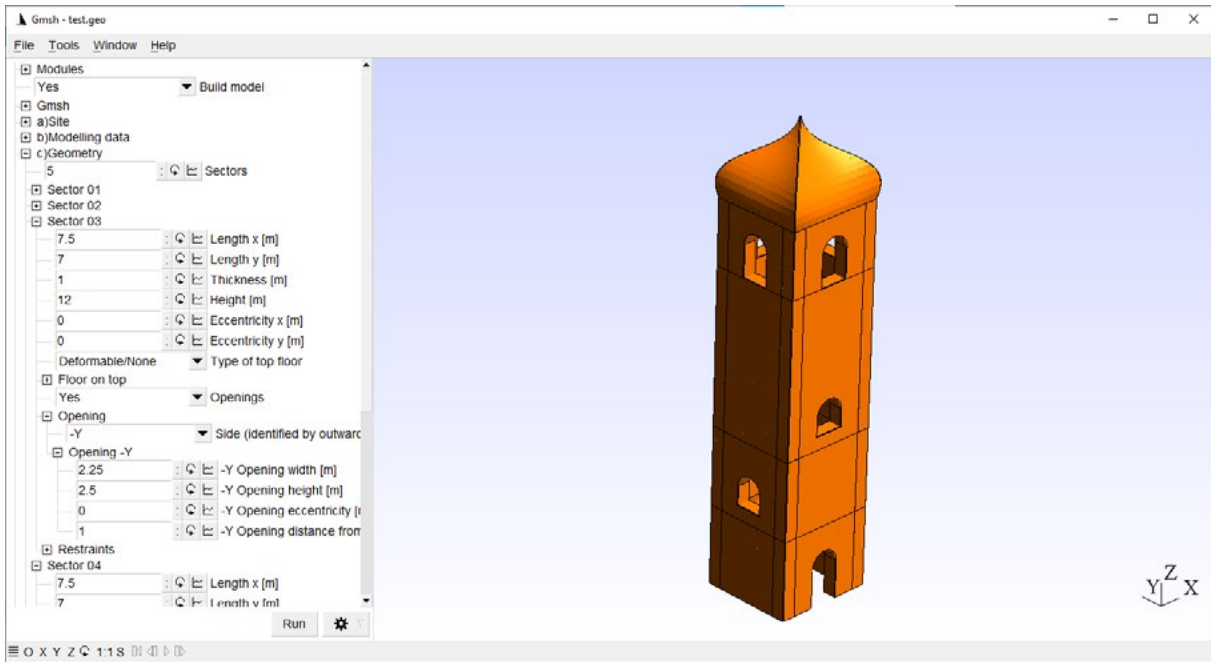 Gmsh - test.geo
File Tools Window Help
Modules
Yes Build model
Gmsh
a)Site
b)Modelling data
c)Geometry
5 Sectors
Sector 01
Sector 02
Sector 03
7.5 Length x [m]
7 Length y [m]
1 Thickness [m]
12 Height [m]
0 Eccentricity x [m]
0 Eccentricity y [m]
Deformable/None Type of top floor
Floor on top
Yes Openings
Opening
-Y Side (identified by outward
Opening -Y
2.25 -Y Opening width [m]
2.5 -Y Opening height [m]
0 -Y Opening eccentricity [
1 -Y Opening distance from
Restraints
Sector 04
7.5 Length x [m]
7 Length y [m]
Run
Z
Y X
O X Y Z 1:1 S